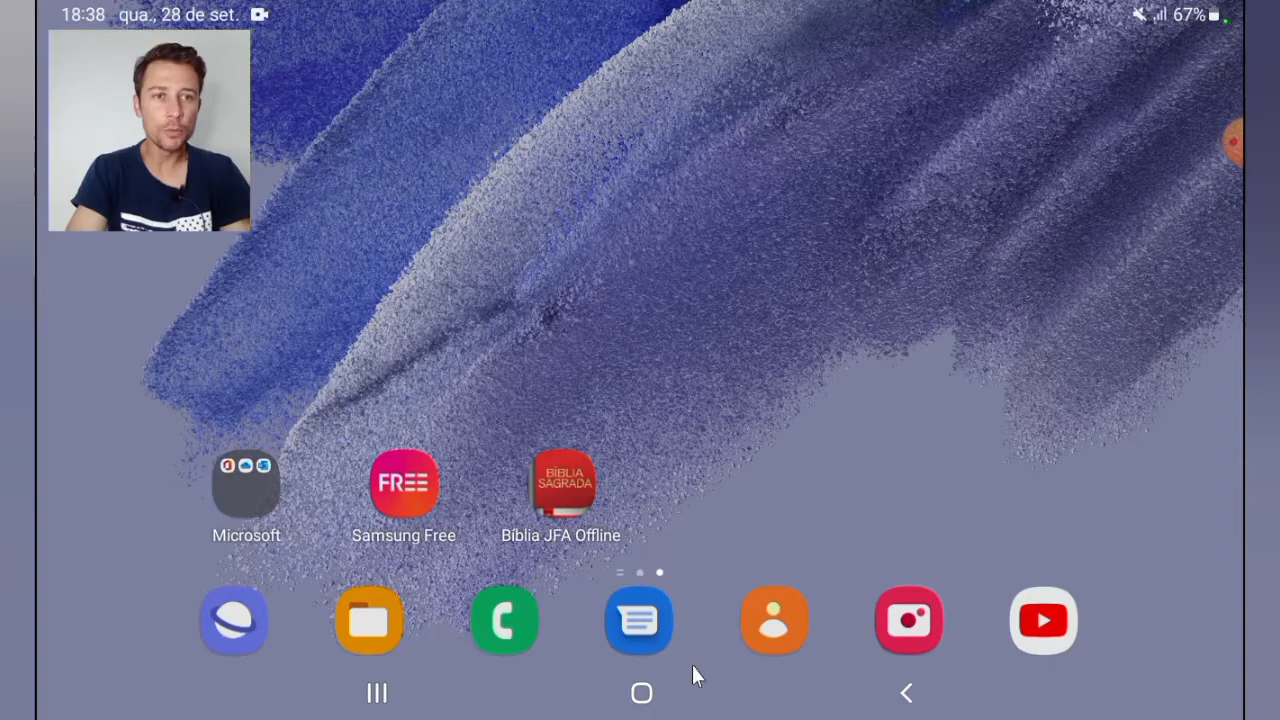 18:38 qua., 28 de set. 67%
FREE
BÍBLIA
SAGRADA
Microsoft Samsung Free Bíblia JFA Offline